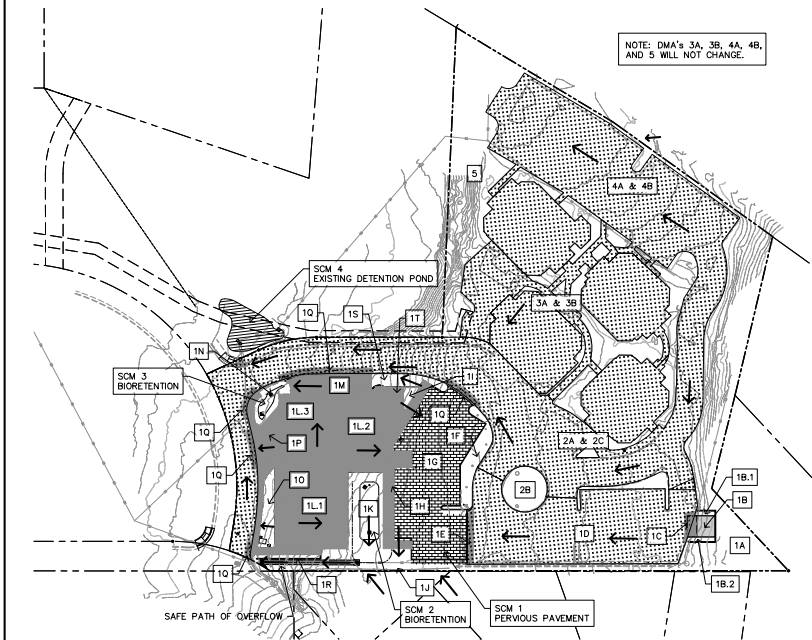 NOTE: DMA's 3A, 3B, 4A, 4B,
AND 5 WILL NOT CHANGE.
5
4A & 4B
SCM 4
EXISTING DETENTION POND
3A & 3B
1Q
1S
1T
1N
SCM 3
BIORETENTION
1M
1I
1L.3
1Q
1Q
1L.2
1F
1P
2A & 2C
1G
1Q
2B
1B.1
1O
1K
1H
1B
1L.1
1E
1D
1C
1A
1Q
1R
1J
1B.2
SAFE PATH OF OVERFLOW
SCM 2
BIORETENTION
SCM 1
PERVIOUS PAVEMENT